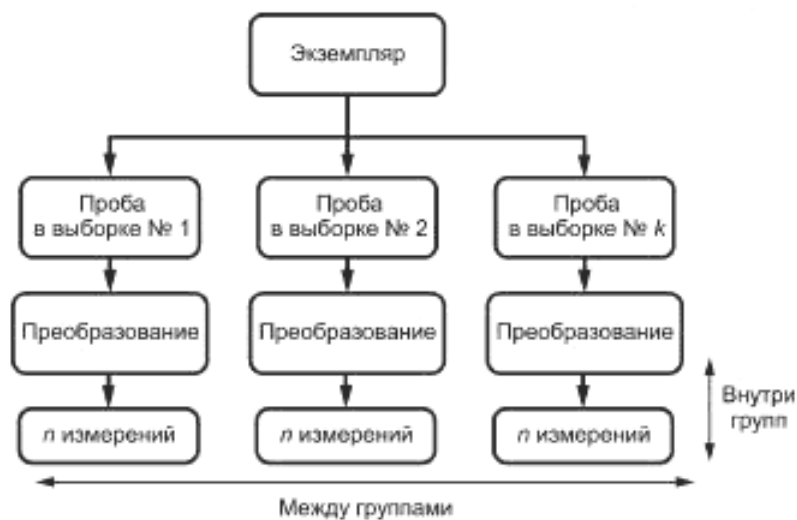 Экземпляр
Проба
в выборке № 1
Проба
в выборке № 2
Проба
в выборке № k
Преобразование
Преобразование
Преобразование
n измерений
n измерений
n измерений
Внутри
групп
Между группами